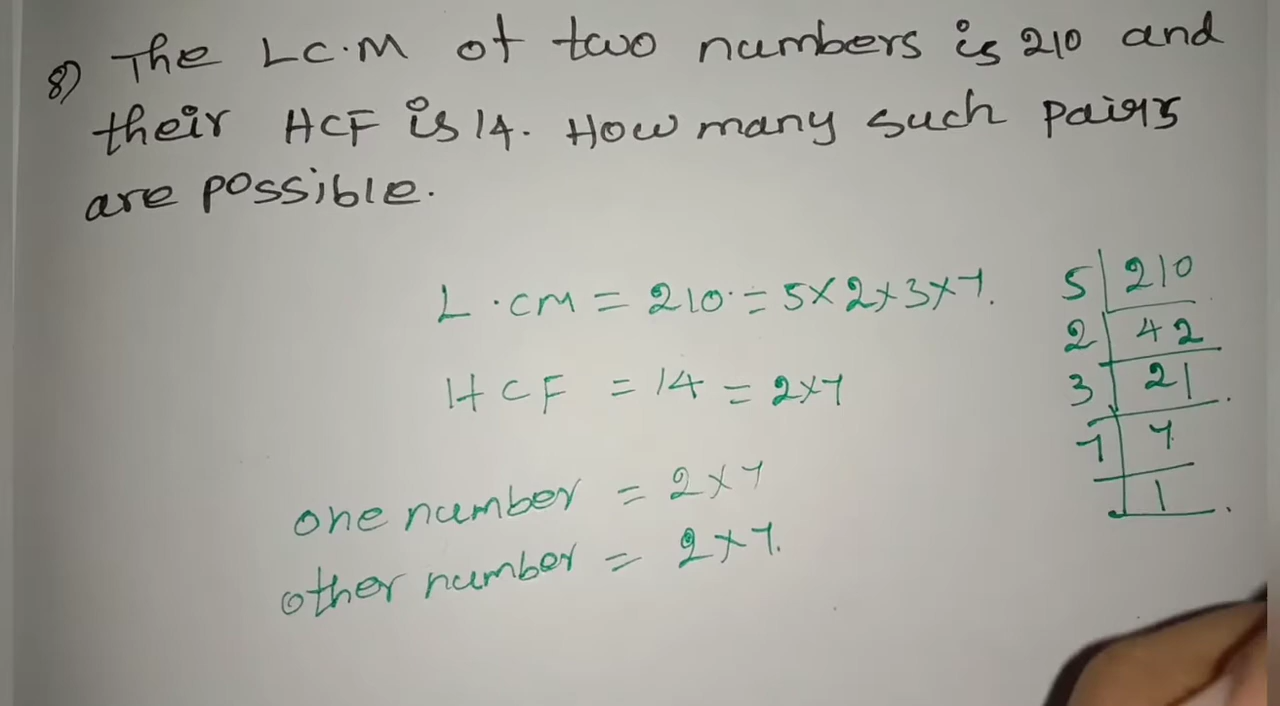 8) The LC.M of two numbers is 210 and
their HCF is 14. How many such pairs
are possible.
L.CM = 210 = 5×2×3×7.
HCF = 14 = 2×7
one number = 2×7
other number = 2×7.
5 210
2 42
3 21
7 7
1